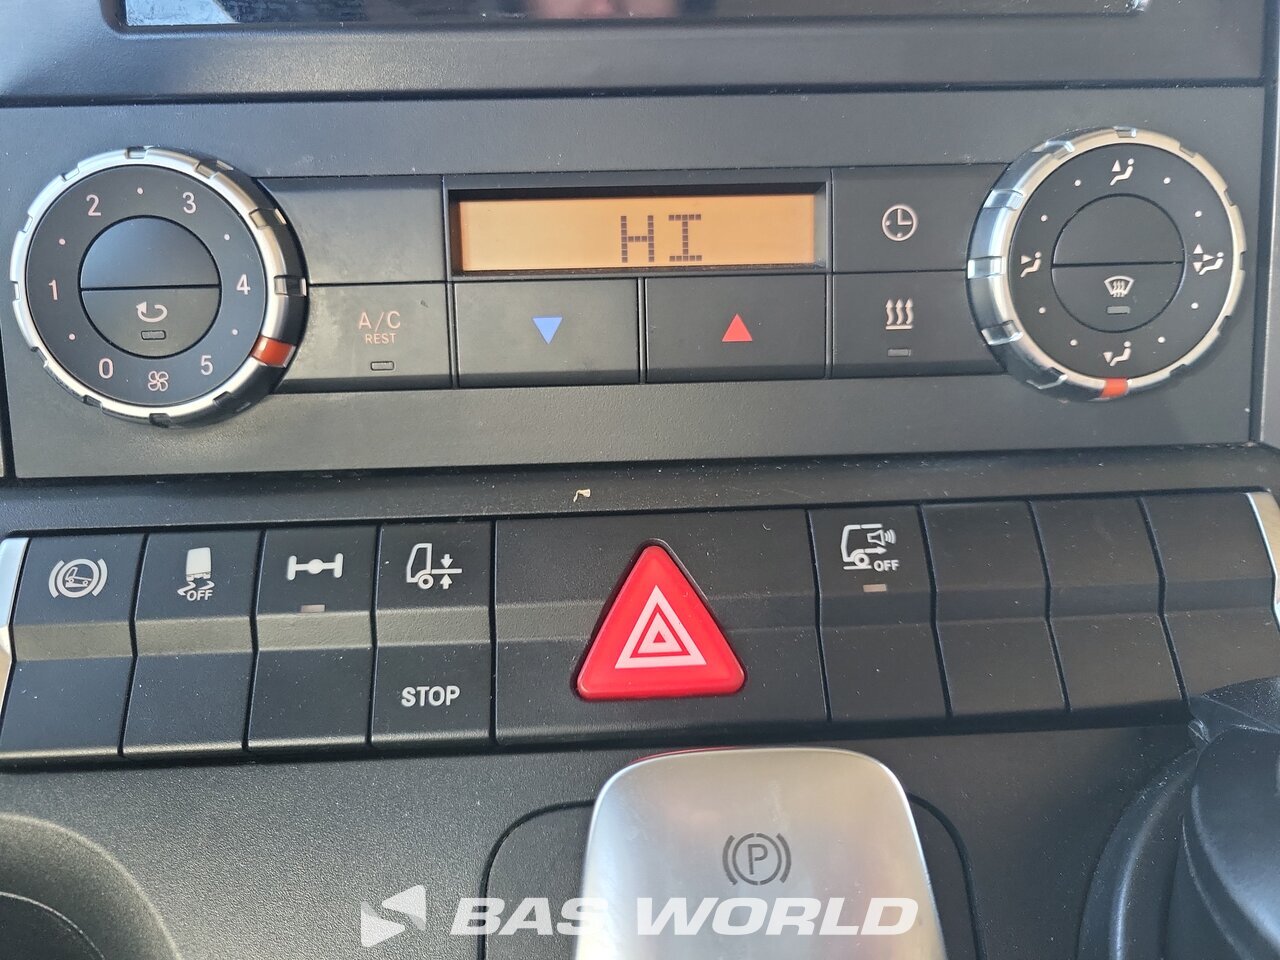 HI
2 3
1 4
0 5
A/C
REST
OFF
STOP
OFF
P
BAS WORLD